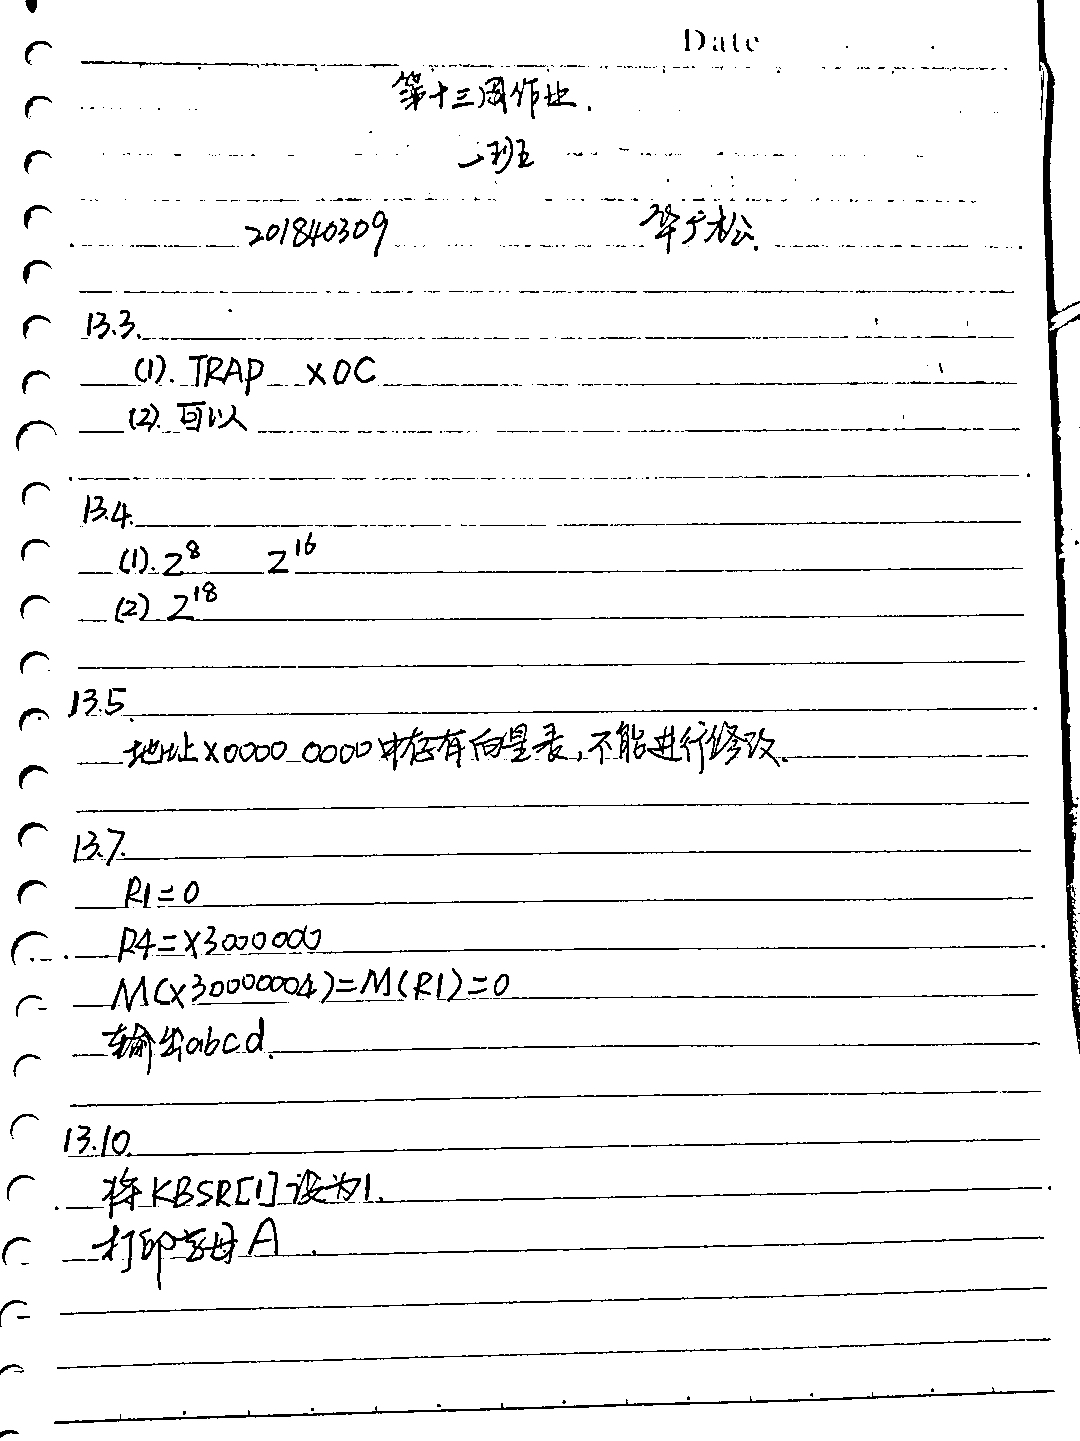 Date
第十三周作业.
一班
201840309 华于松.
13.3.
(1). TRAP x0C
(2). 可以
13.4.
(1). 2^8 2^16
(2) 2^18
13.5.
地址x0000 0000中存有向量表,不能进行修改.
13.7.
R1=0
R4=x3000000
M(x30000004)=M(R1)=0
输出abcd.
13.10.
将KBSR[1]设为1.
打印字母A.